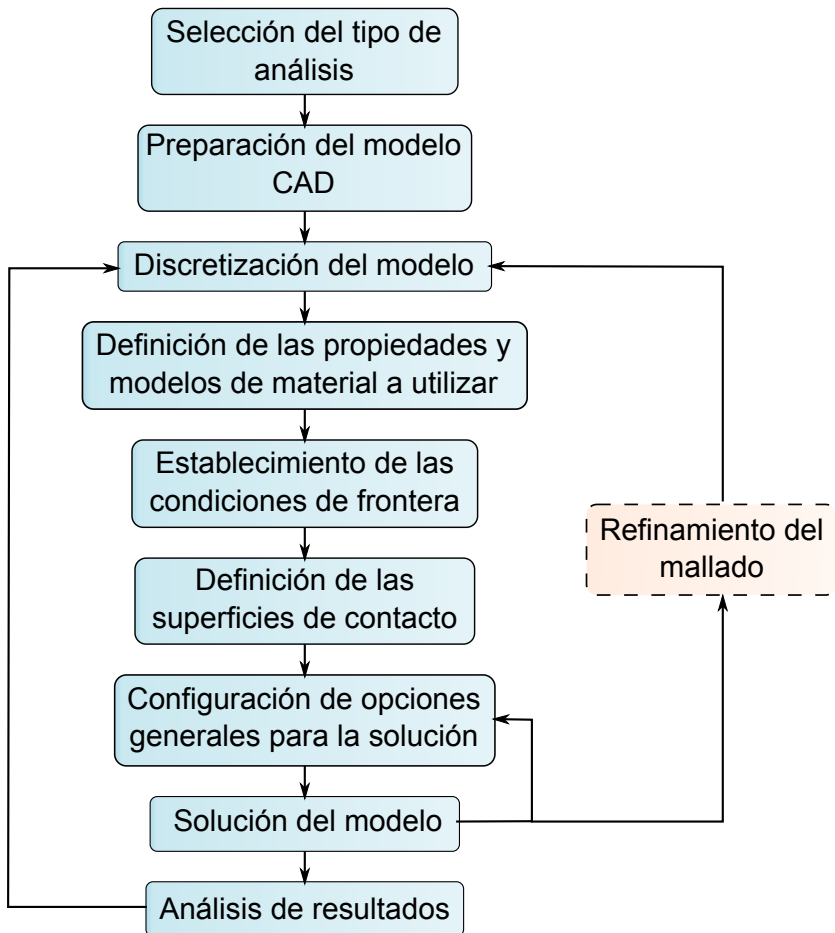 Selección del tipo de
análisis
Preparación del modelo
CAD
Discretización del modelo
Definición de las propiedades y
modelos de material a utilizar
Establecimiento de las
condiciones de frontera
Refinamiento del
mallado
Definición de las
superficies de contacto
Configuración de opciones
generales para la solución
Solución del modelo
Análisis de resultados